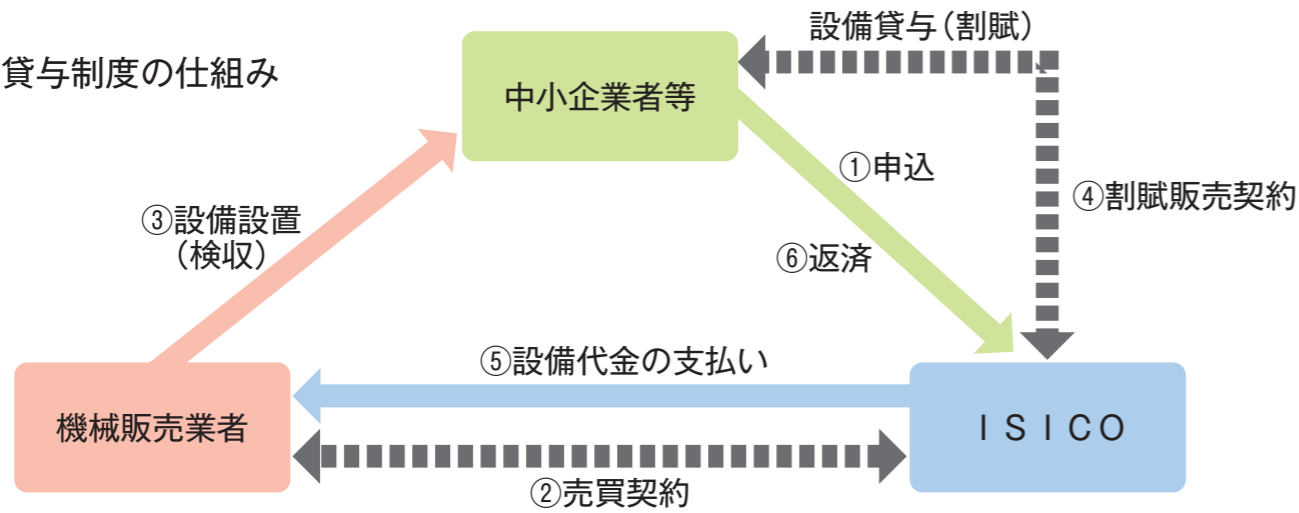 設備貸与（割賦）
貸与制度の仕組み
中小企業者等
①申込
④割賦販売契約
③設備設置
（検収）
⑥返済
⑤設備代金の支払い
機械販売業者
ＩＳＩＣＯ
②売買契約